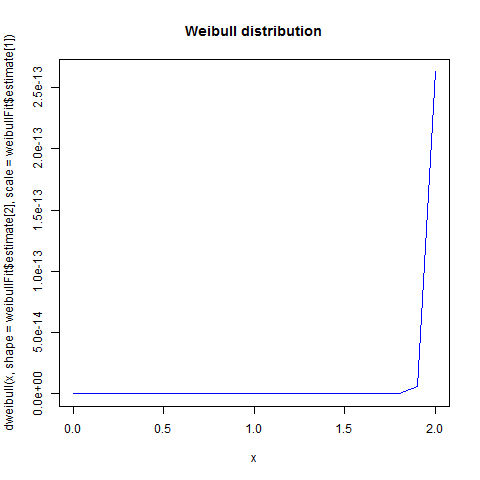 Weibull distribution
dweibull(x, shape = weibullFit$estimate[2], scale = weibullFit$estimate[1])
2.5e-13
2.0e-13
1.5e-13
1.0e-13
5.0e-14
0.0e+00
0.0 0.5 1.0 1.5 2.0
x